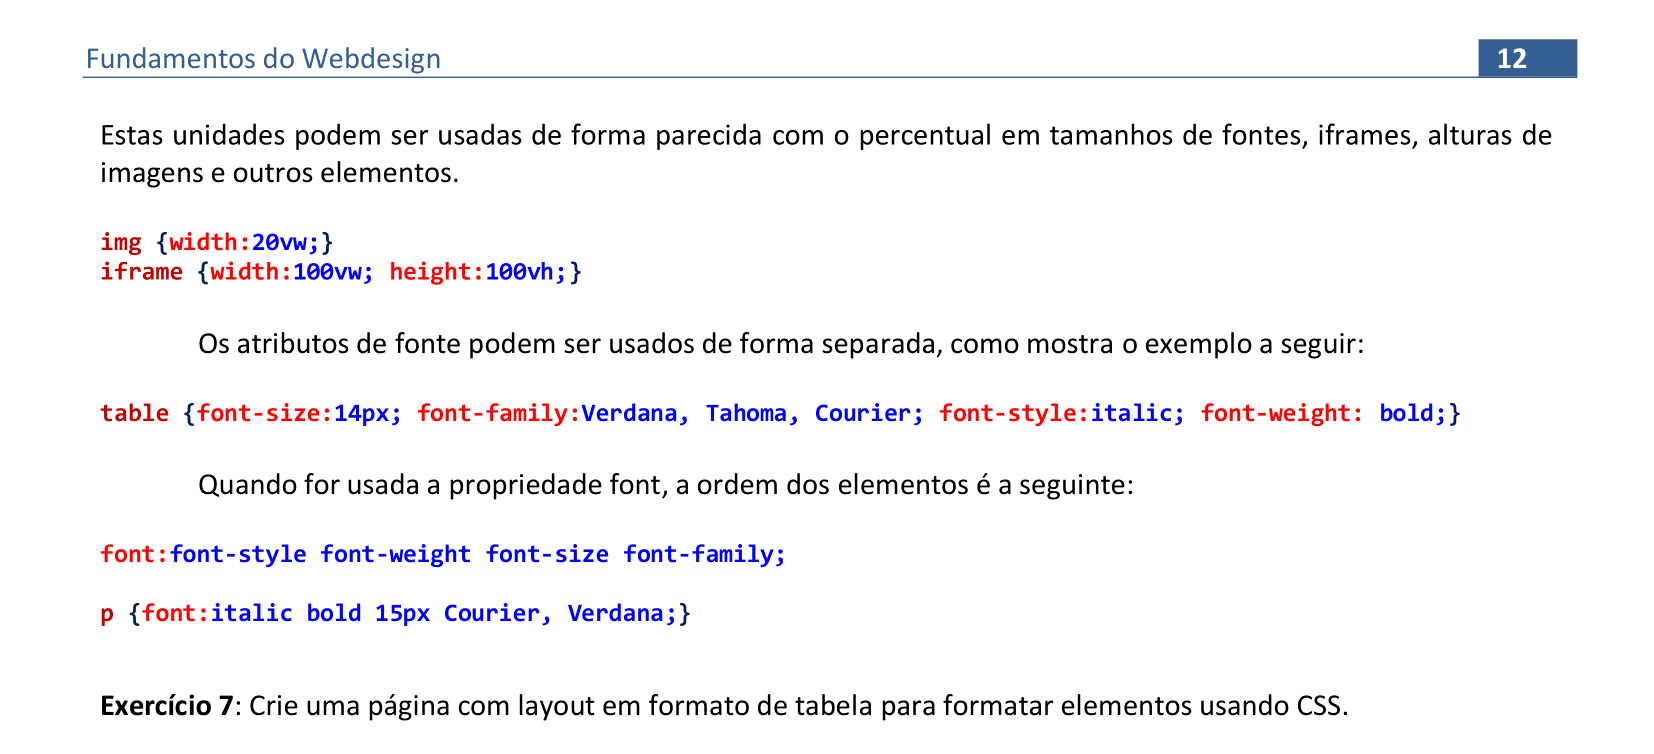 Fundamentos do Webdesign 12
Estas unidades podem ser usadas de forma parecida com o percentual em tamanhos de fontes, iframes, alturas de
imagens e outros elementos.
img {width:20vw;}
iframe {width:100vw; height:100vh;}
Os atributos de fonte podem ser usados de forma separada, como mostra o exemplo a seguir:
table {font-size:14px; font-family:Verdana, Tahoma, Courier; font-style:italic; font-weight: bold;}
Quando for usada a propriedade font, a ordem dos elementos é a seguinte:
font:font-style font-weight font-size font-family;
p {font:italic bold 15px Courier, Verdana;}
Exercício 7: Crie uma página com layout em formato de tabela para formatar elementos usando CSS.